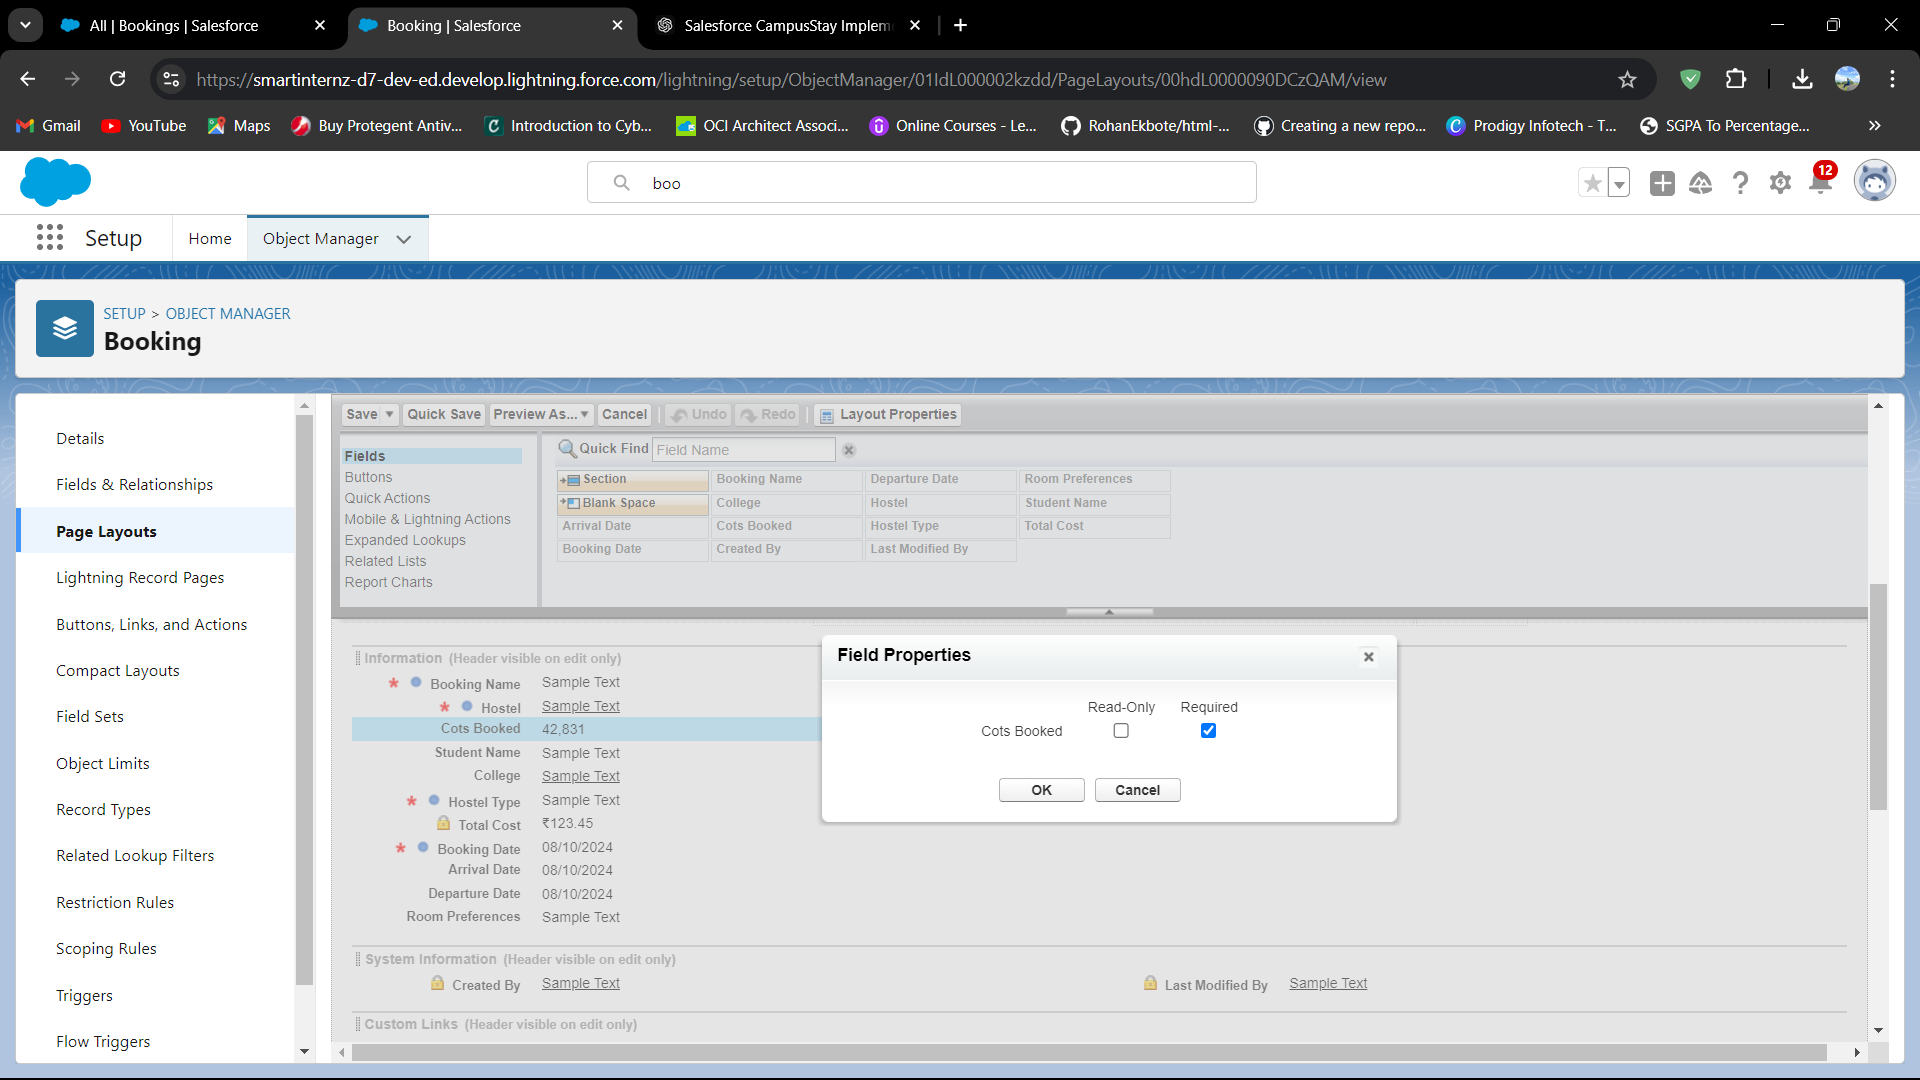 All | Bookings | Salesforce
Booking | Salesforce
Salesforce CampusStay Implem
https://smartinternz-d7-dev-ed.develop.lightning.force.com/lightning/setup/ObjectManager/01IdL000002kzdd/PageLayouts/00hdL0000090DCzQAM/view
Gmail YouTube Maps Buy Protegent Antiv... Introduction to Cyb... OCI Architect Associ... Online Courses - Le... RohanEkbote/html-... Creating a new repo... Prodigy Infotech - T... SGPA To Percentage... »
boo
12
Setup Home Object Manager
SETUP > OBJECT MANAGER
Booking
Details
Fields & Relationships
Page Layouts
Lightning Record Pages
Buttons, Links, and Actions
Compact Layouts
Field Sets
Object Limits
Record Types
Related Lookup Filters
Restriction Rules
Scoping Rules
Triggers
Flow Triggers
Save Quick Save Preview As... Cancel Undo Redo Layout Properties
Fields
Buttons
Quick Actions
Mobile & Lightning Actions
Expanded Lookups
Related Lists
Report Charts
Quick Find Field Name
Section Booking Name Departure Date Room Preferences
Blank Space College Hostel Student Name
Arrival Date Cots Booked Hostel Type Total Cost
Booking Date Created By Last Modified By
Information (Header visible on edit only)
* Booking Name Sample Text
* Hostel Sample Text
Cots Booked 42,831
Student Name Sample Text
College Sample Text
* Hostel Type Sample Text
Total Cost ₹123.45
* Booking Date 08/10/2024
Arrival Date 08/10/2024
Departure Date 08/10/2024
Room Preferences Sample Text
System Information (Header visible on edit only)
Created By Sample Text Last Modified By Sample Text
Custom Links (Header visible on edit only)
Field Properties
Read-Only Required
Cots Booked
OK Cancel